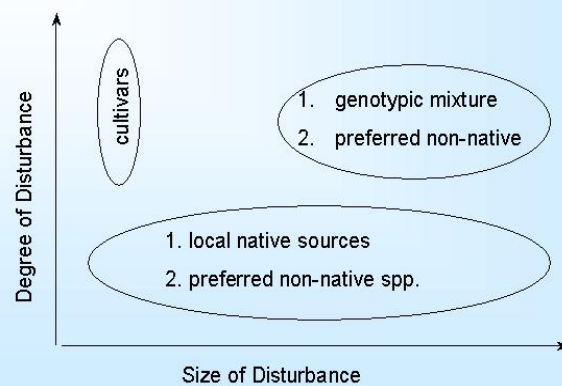 Degree of Disturbance
cultivars
1. genotypic mixture
2. preferred non-native
1. local native sources
2. preferred non-native spp.
Size of Disturbance